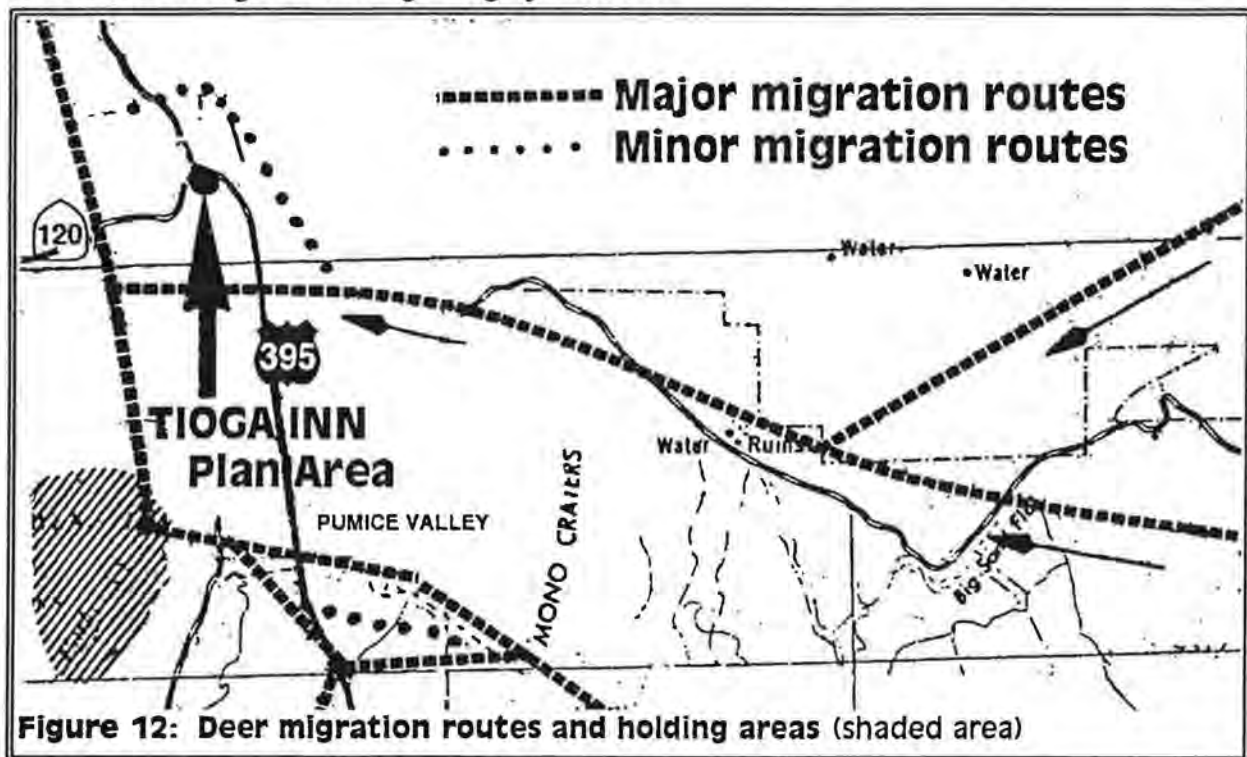 Major migration routes
Minor migration routes
120
Water
Water
395
TIOGA INN
Plan Area
Water
Ruins
PUMICE VALLEY
MONO CRATERS
Big
Figure 12: Deer migration routes and holding areas (shaded area)